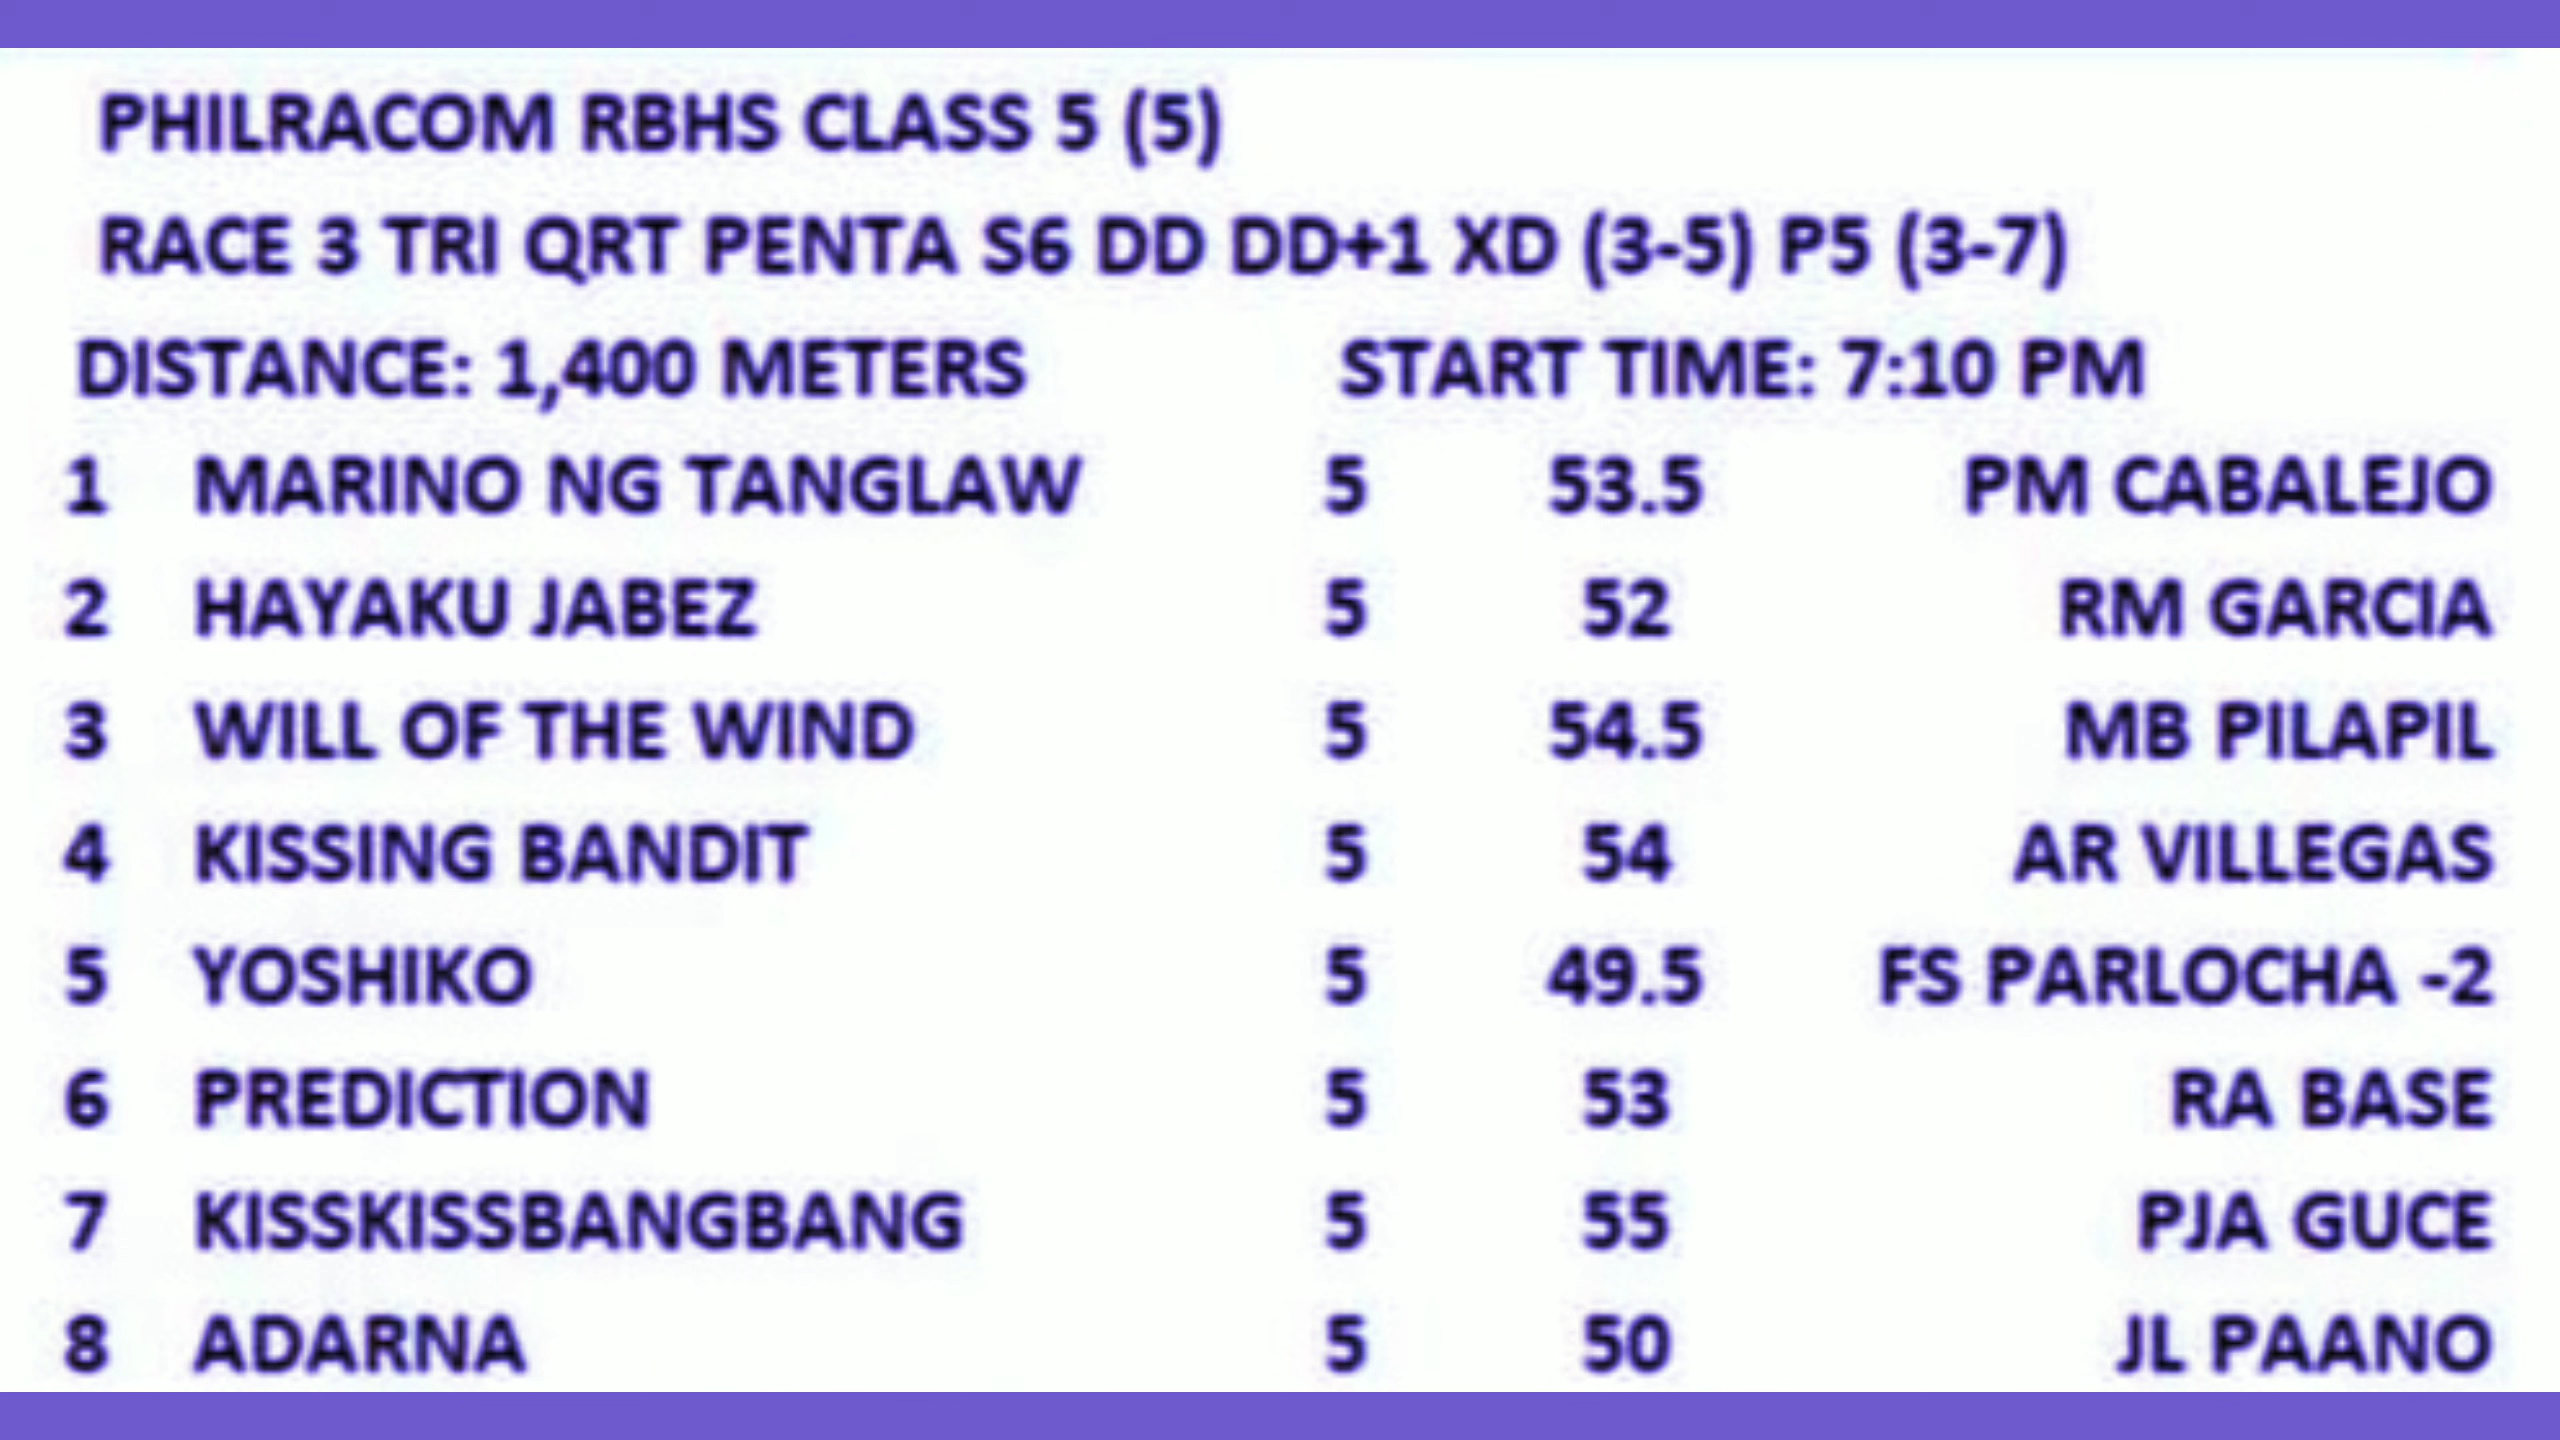 PHILRACOM RBHS CLASS 5 (5)
RACE 3 TRI QRT PENTA S6 DD DD+1 XD (3-5) P5 (3-7)
DISTANCE: 1,400 METERS START TIME: 7:10 PM
1 MARINO NG TANGLAW 5 53.5 PM CABALEJO
2 HAYAKU JABEZ 5 52 RM GARCIA
3 WILL OF THE WIND 5 54.5 MB PILAPIL
4 KISSING BANDIT 5 54 AR VILLEGAS
5 YOSHIKO 5 49.5 FS PARLOCHA -2
6 PREDICTION 5 53 RA BASE
7 KISSKISSBANGBANG 5 55 PJA GUCE
8 ADARNA 5 50 JL PAANO